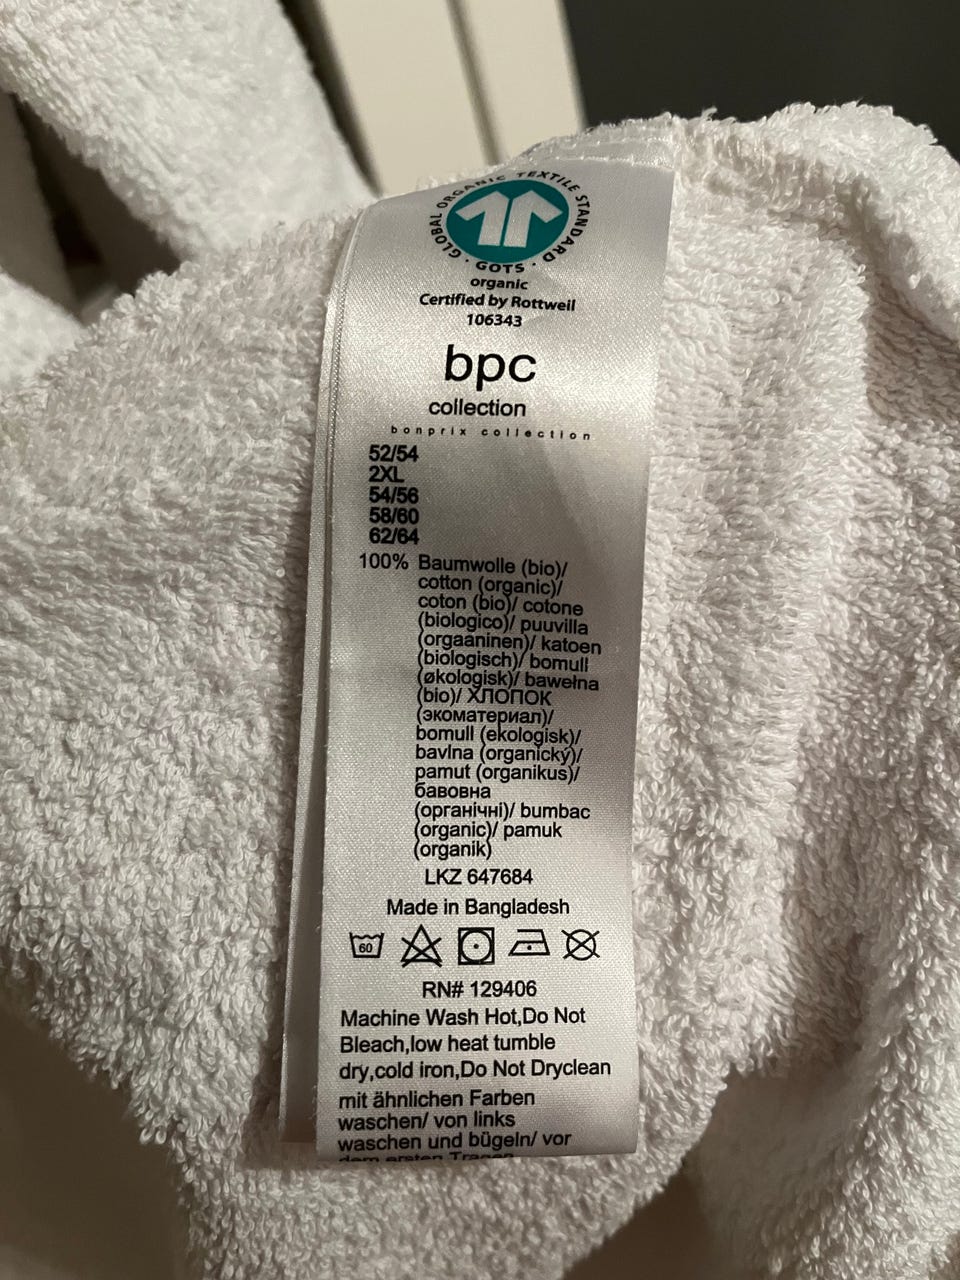 GLOBAL ORGANIC TEXTILE STANDARD
· GOTS ·
organic
Certified by Rottweil
106343
bpc
collection
bonprix collection
52/54
2XL
54/56
58/60
62/64
100% Baumwolle (bio)/
cotton (organic)/
coton (bio)/ cotone
(biologico)/ puuvilla
(orgaaninen)/ katoen
(biologisch)/ bomull
(økologisk)/ bawełna
(bio)/ ХЛОПОК
(экоматериал)/
bomull (ekologisk)/
bavlna (organický)/
pamut (organikus)/
бавовна
(органічні)/ bumbac
(organic)/ pamuk
(organik)
LKZ 647684
Made in Bangladesh
60
RN# 129406
Machine Wash Hot,Do Not
Bleach,low heat tumble
dry,cold iron,Do Not Dryclean
mit ähnlichen Farben
waschen/ von links
waschen und bügeln/ vor
dem ersten Tragen